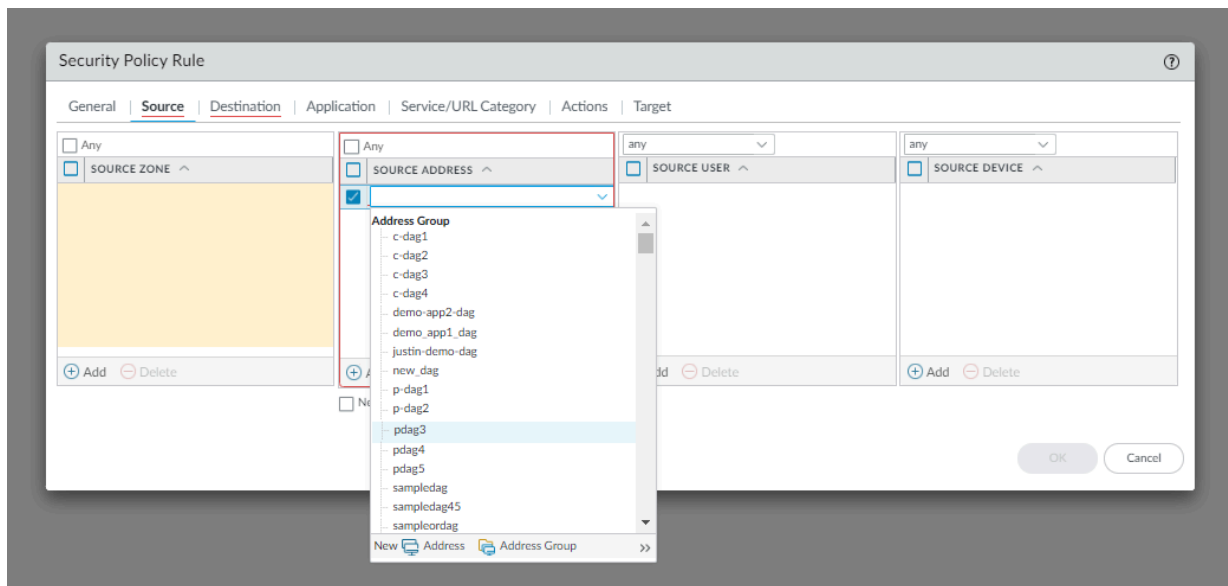 Security Policy Rule
General | Source | Destination | Application | Service/URL Category | Actions | Target
Any
SOURCE ZONE
Add Delete
Any
SOURCE ADDRESS
Address Group
c-dag1
c-dag2
c-dag3
c-dag4
demo-app2-dag
demo_app1_dag
justin-demo-dag
new_dag
p-dag1
p-dag2
pdag3
pdag4
pdag5
sampledag
sampledag45
sampleordag
New Address Address Group
any
SOURCE USER
Delete
any
SOURCE DEVICE
Add Delete
OK Cancel